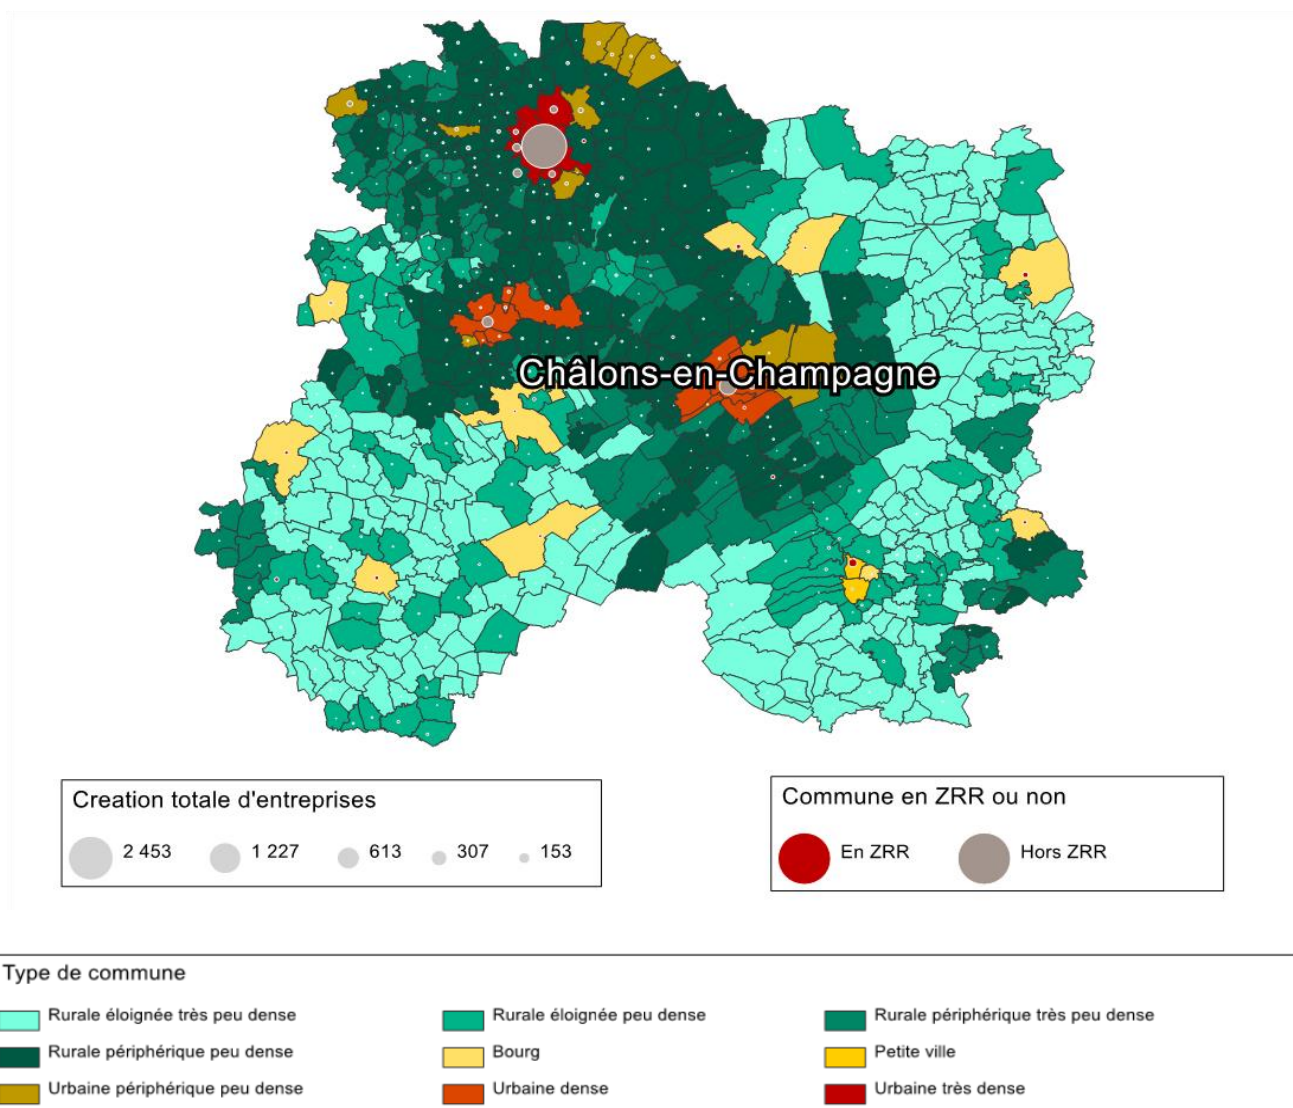 Châlons-en-Champagne
Creation totale d'entreprises
2 453
1 227
613
307
153
Commune en ZRR ou non
En ZRR
Hors ZRR
Type de commune
Rurale éloignée très peu dense
Rurale éloignée peu dense
Rurale périphérique très peu dense
Rurale périphérique peu dense
Bourg
Petite ville
Urbaine périphérique peu dense
Urbaine dense
Urbaine très dense